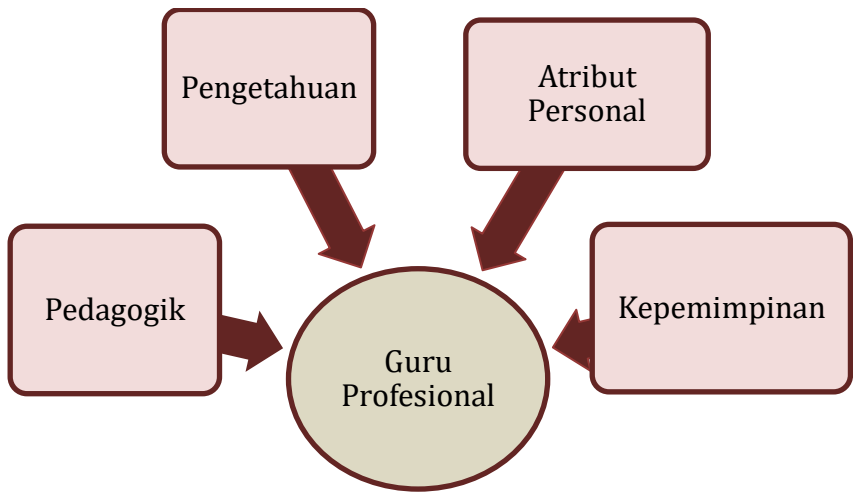 Pengetahuan
Atribut
Personal
Pedagogik
Kepemimpinan
Guru
Profesional